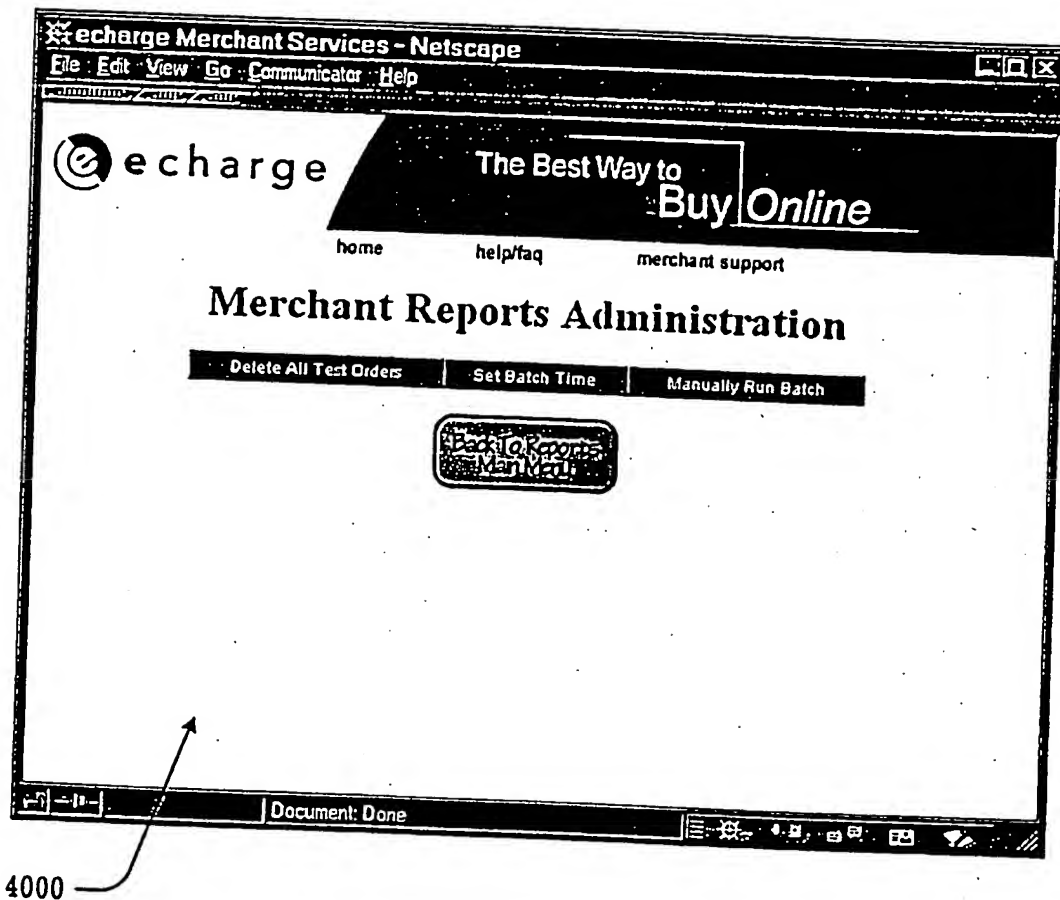 echarge Merchant Services - Netscape
File Edit View Go Communicator Help
e echarge
The Best Way to
Buy Online
home help/faq merchant support
Merchant Reports Administration
Delete All Test Orders Set Batch Time Manually Run Batch
Back To Reports
Main Menu
Document: Done
4000